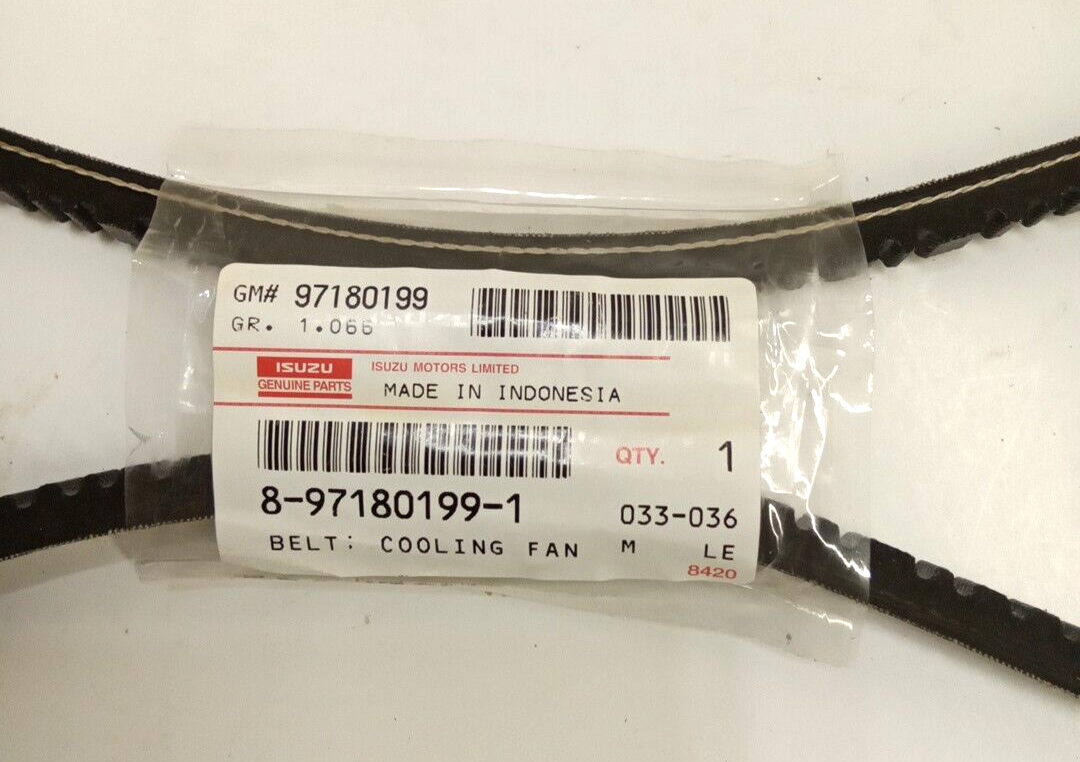 GM# 97180199
GR. 1.066
ISUZU
GENUINE PARTS
ISUZU MOTORS LIMITED
MADE IN INDONESIA
QTY. 1
8-97180199-1
033-036
BELT: COOLING FAN
M LE
8420